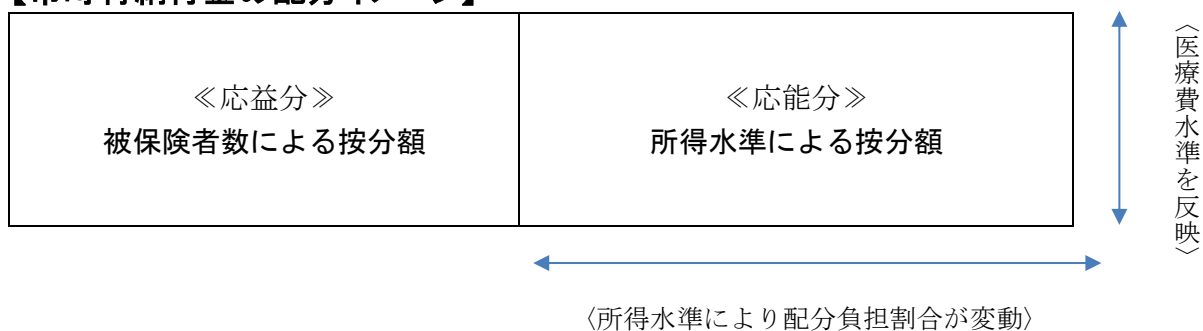 ≪応益分≫
被保険者数による按分額
≪応能分≫
所得水準による按分額
〈医療費水準を反映〉
〈所得水準により配分負担割合が変動〉